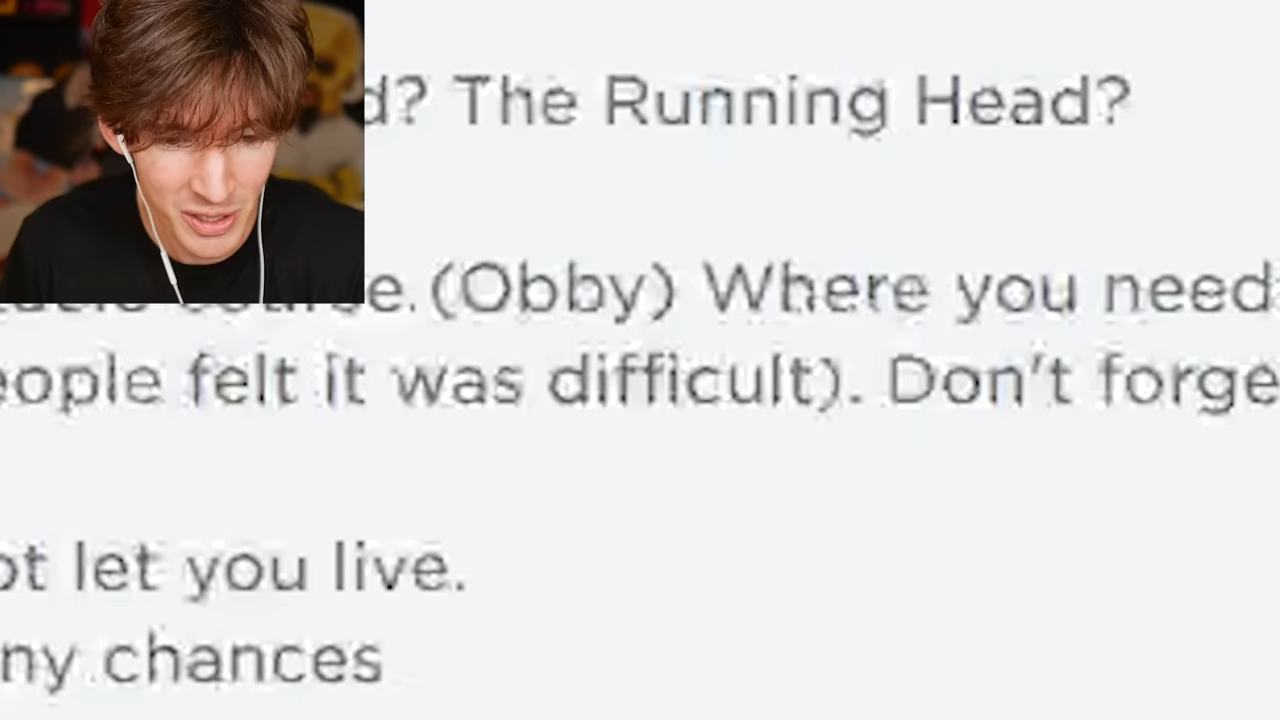 d? The Running Head?
e.(Obby) Where you need
eople felt it was difficult). Don't forge
ot let you live.
ny chances